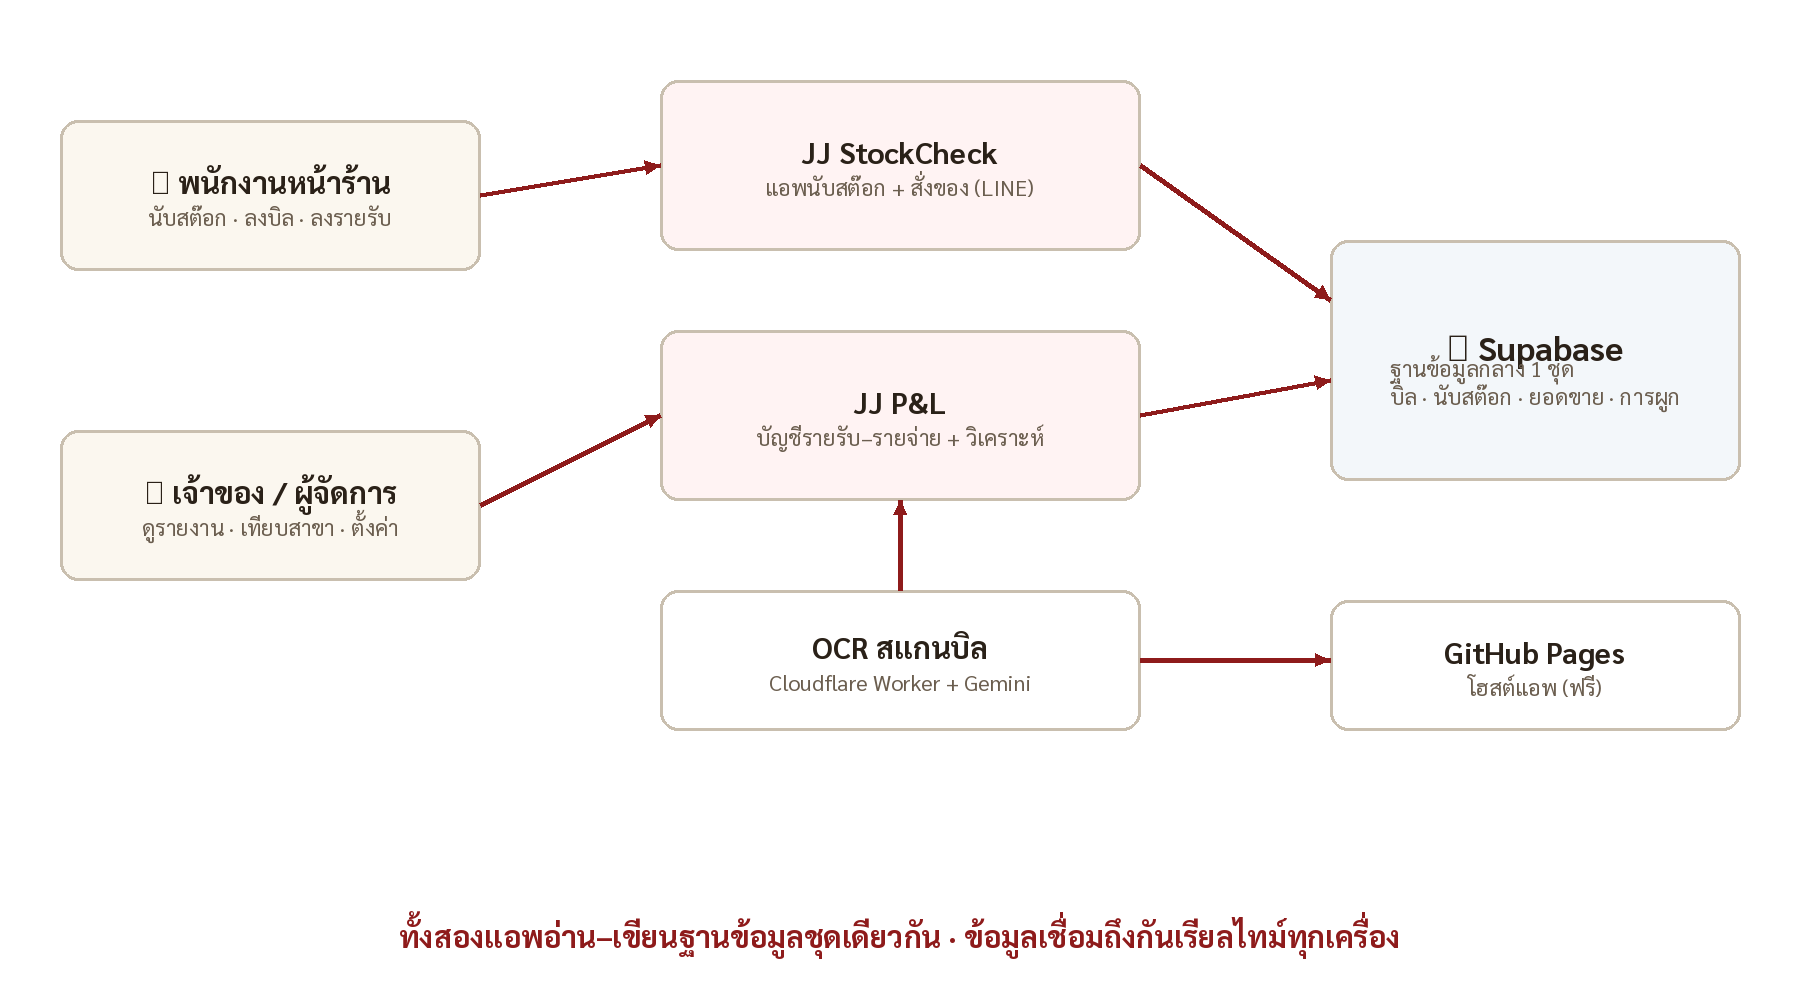 พนักงานหน้าร้าน
นับสต๊อก · ลงบิล · ลงรายรับ
JJ StockCheck
แอพนับสต๊อก + สั่งของ (LINE)
Supabase
ฐานข้อมูลกลาง 1 ชุด
บิล · นับสต๊อก · ยอดขาย · การผูก
JJ P&L
บัญชีรายรับ–รายจ่าย + วิเคราะห์
เจ้าของ / ผู้จัดการ
ดูรายงาน · เทียบสาขา · ตั้งค่า
OCR สแกนบิล
Cloudflare Worker + Gemini
GitHub Pages
โฮสต์แอพ (ฟรี)
ทั้งสองแอพอ่าน–เขียนฐานข้อมูลชุดเดียวกัน · ข้อมูลเชื่อมถึงกันเรียลไทม์ทุกเครื่อง